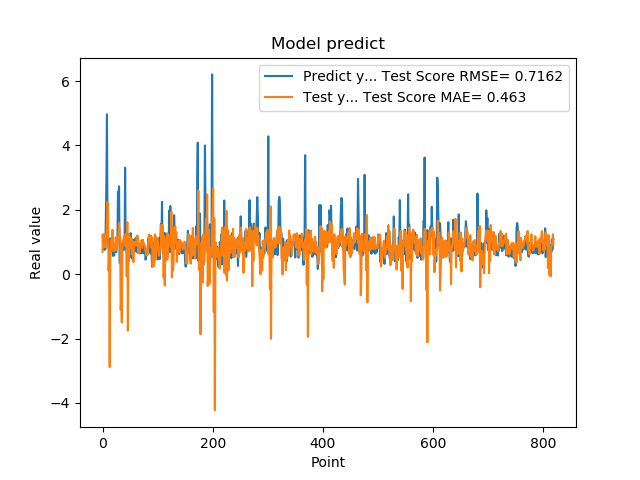 Model predict
Predict y... Test Score RMSE= 0.7162
Test y... Test Score MAE= 0.463
6
4
2
0
−2
−4
Real value
0 200 400 600 800
Point